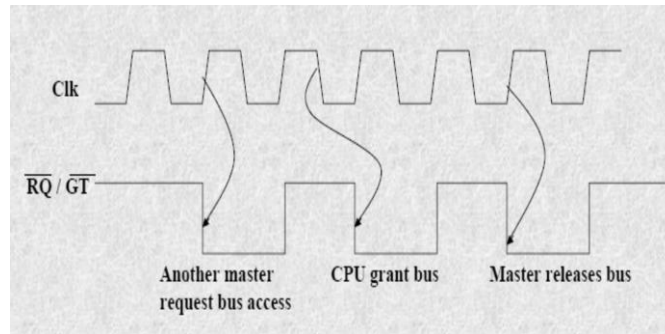 Clk
RQ / GT
Another master
request bus access
CPU grant bus
Master releases bus